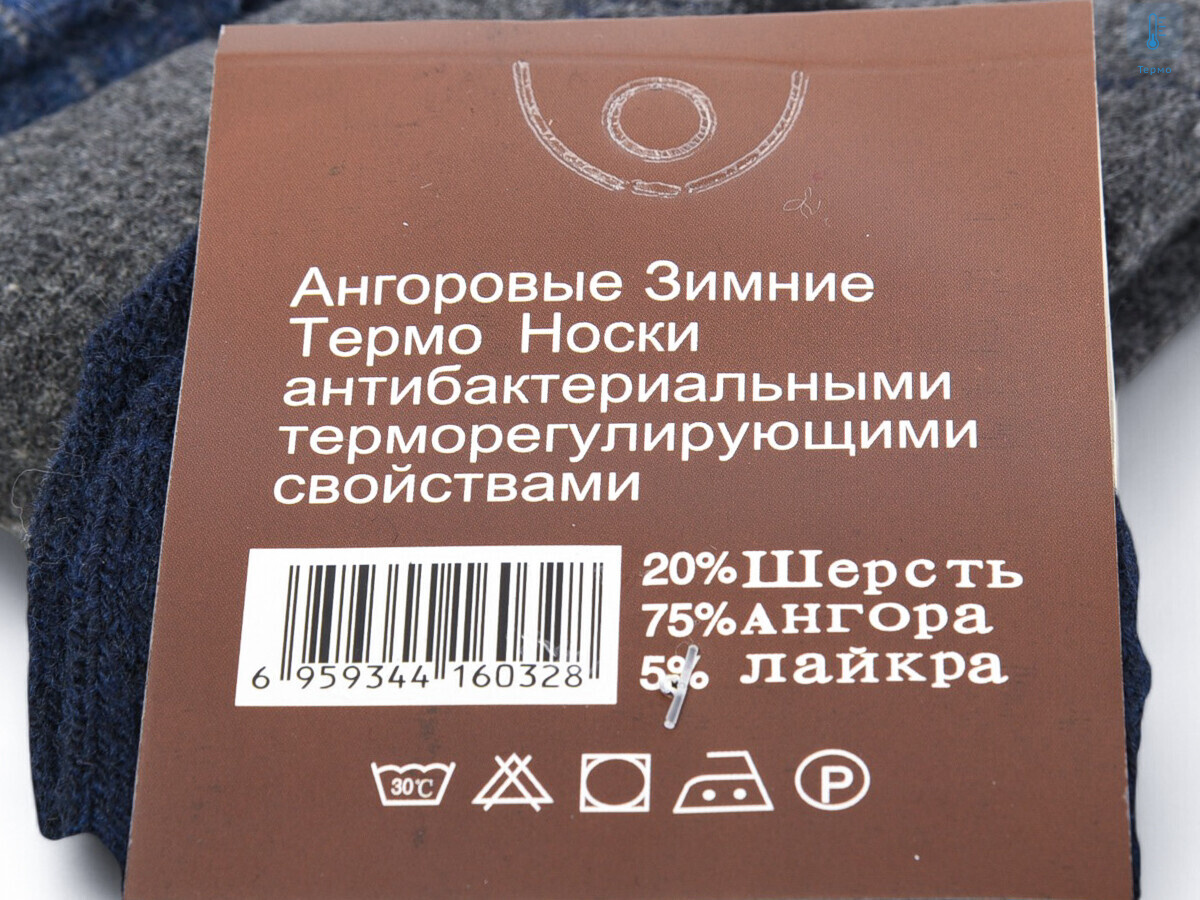 Термо
Ангоровые Зимние
Термо Носки
антибактериальными
терморегулирующими
свойствами
20% Шерсть
75% Ангора
5% лайкра
6 959344 160328
30°C
P